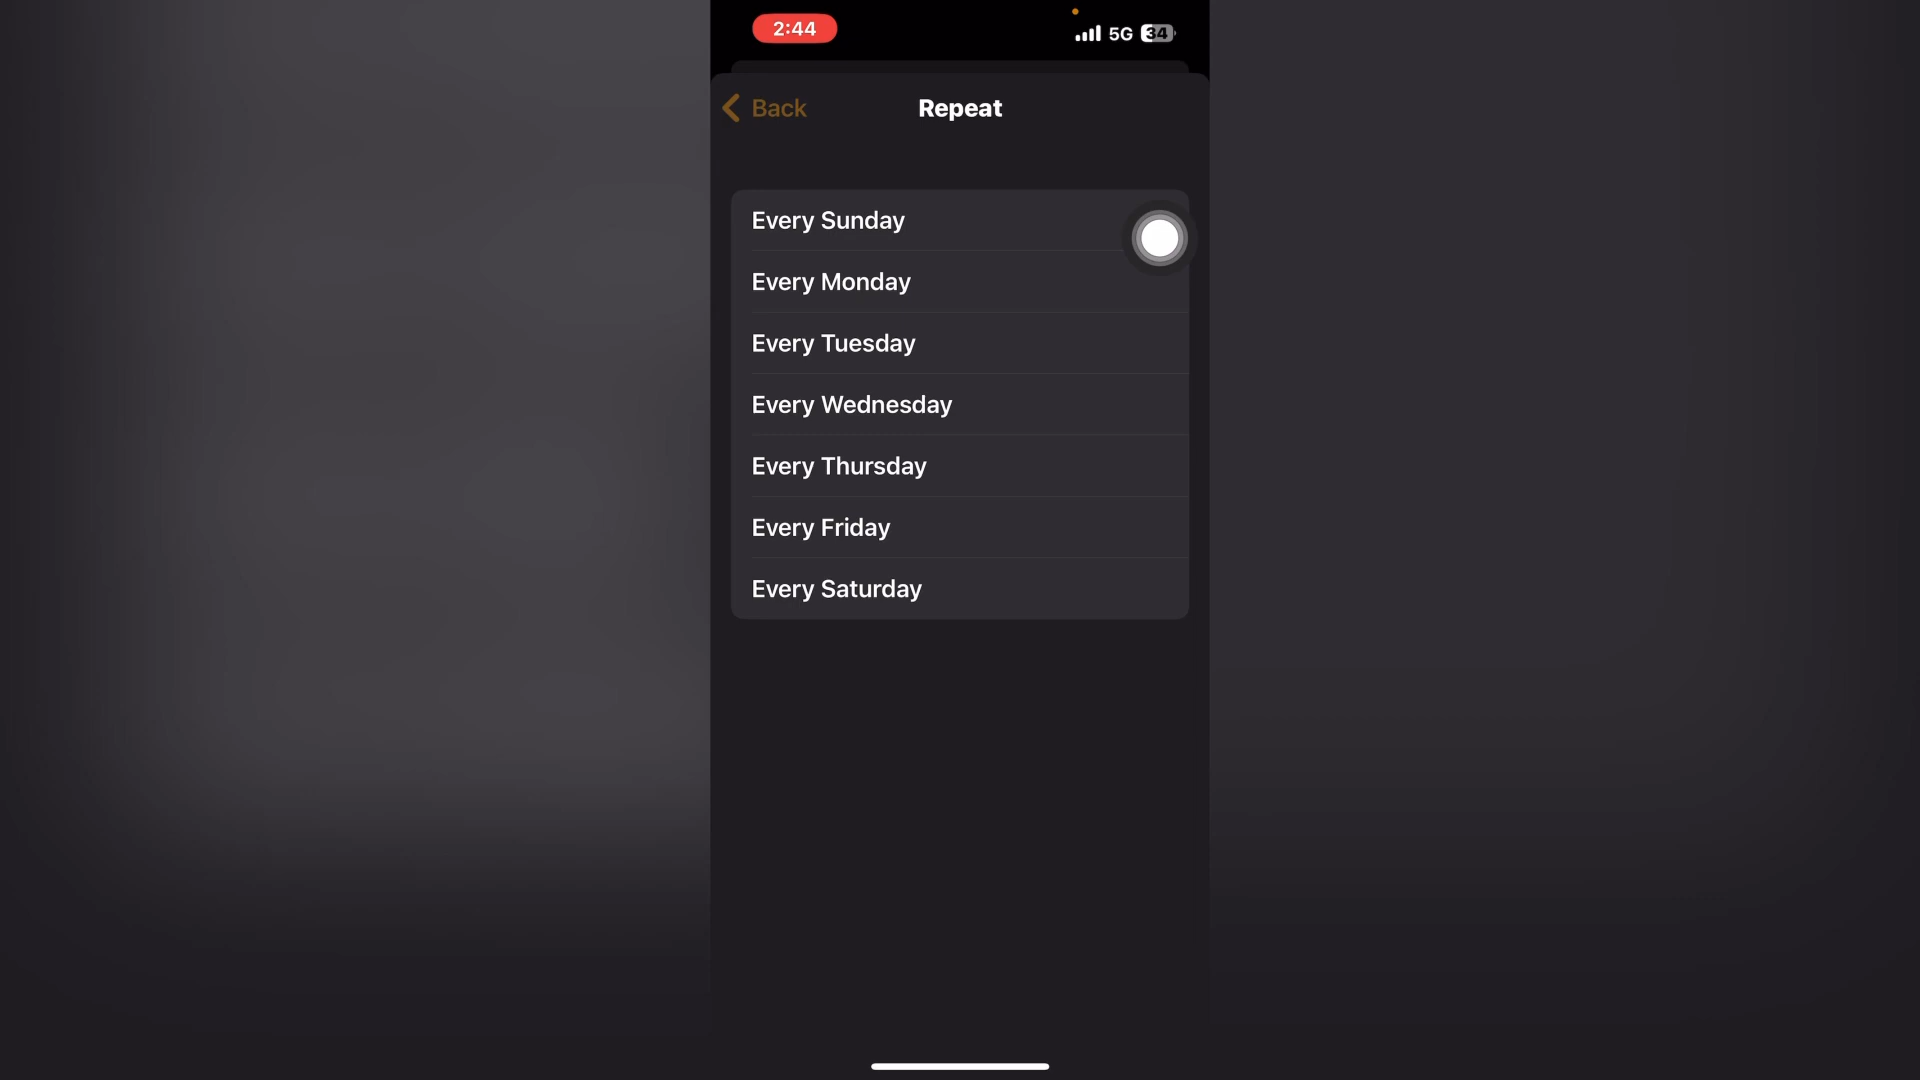 2:44
5G 34
Back
Repeat
Every Sunday
Every Monday
Every Tuesday
Every Wednesday
Every Thursday
Every Friday
Every Saturday